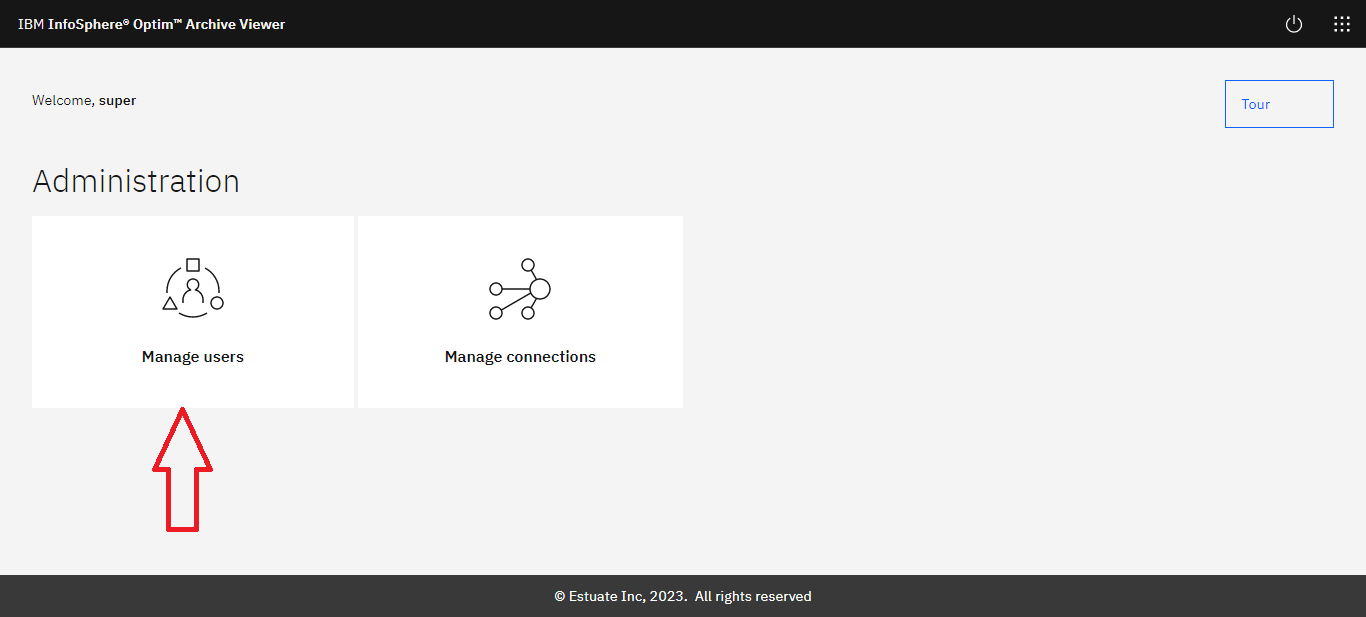 IBM InfoSphere® Optim™ Archive Viewer
Welcome, super
Tour
Administration
Manage users
Manage connections
© Estuate Inc, 2023. All rights reserved